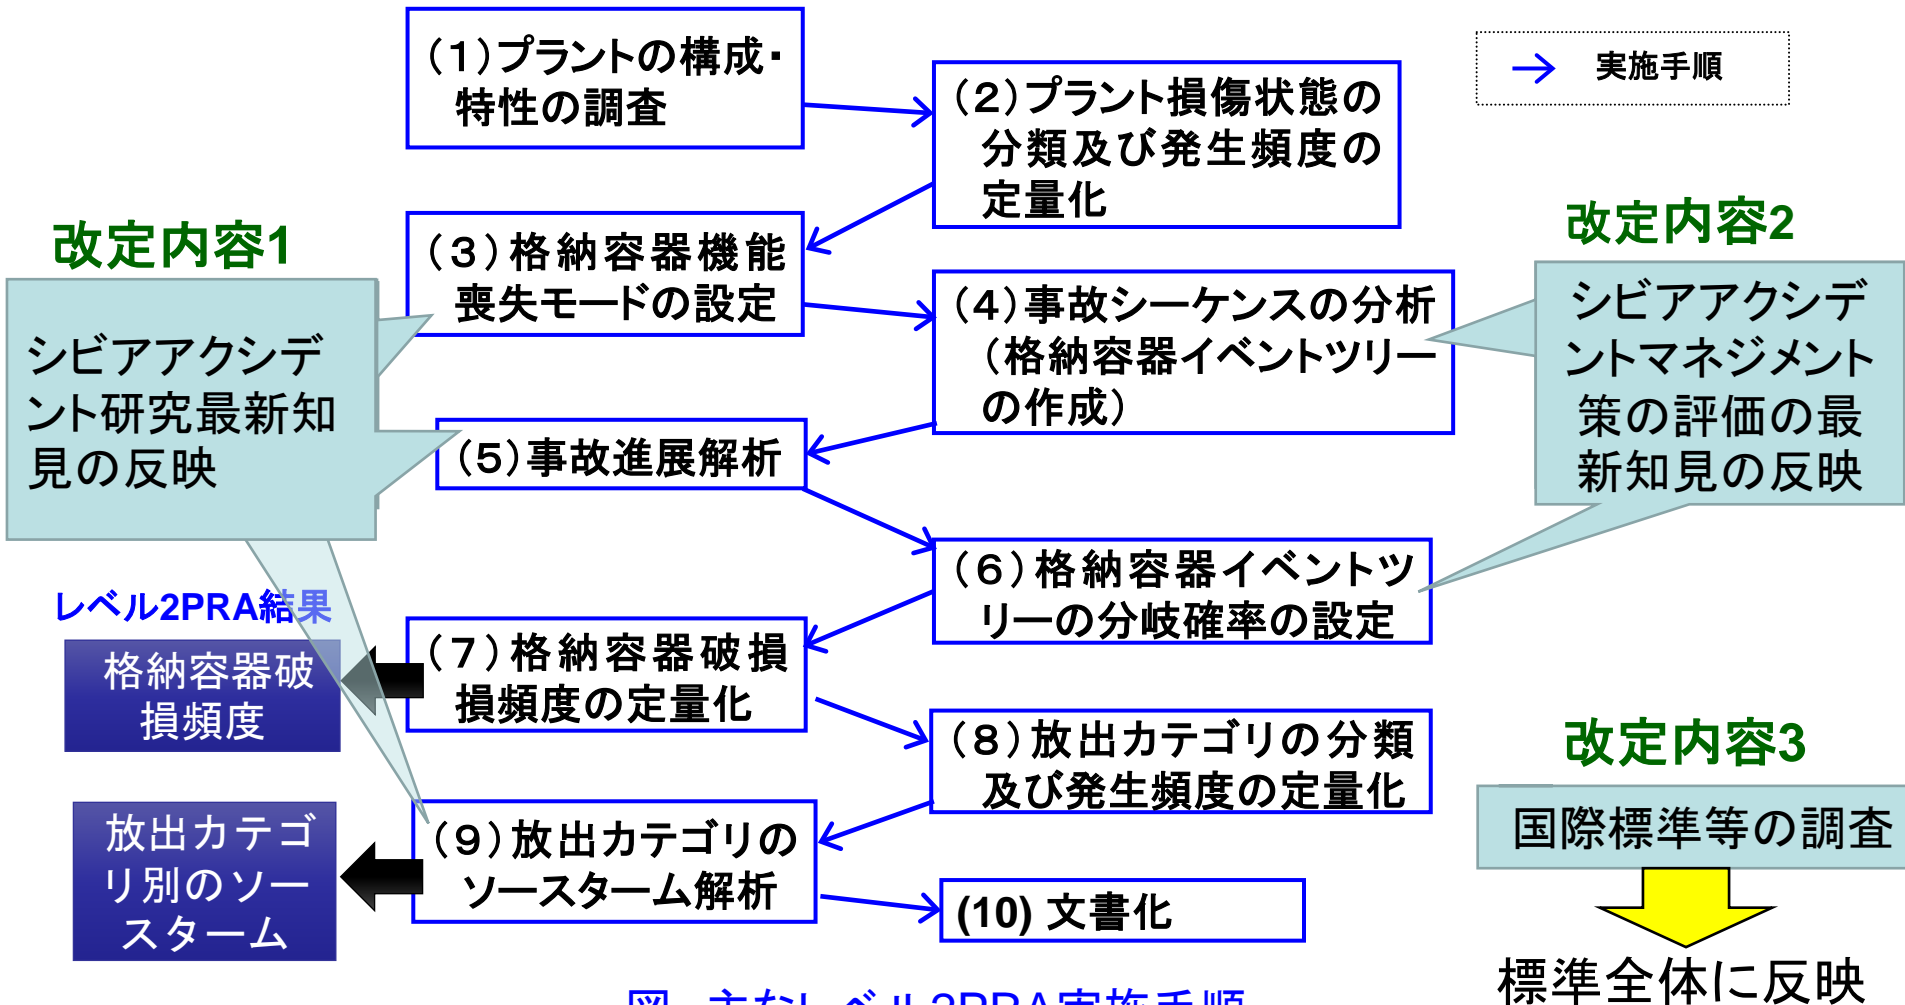 (1)プラントの構成・
特性の調査
→ 実施手順
(2)プラント損傷状態の
分類及び発生頻度の
定量化
改定内容1
シビアアクシデ
ント研究最新知
見の反映
(3)格納容器機能
喪失モードの設定
改定内容2
シビアアクシデ
ントマネジメント
策の評価の最
新知見の反映
(4)事故シーケンスの分析
(格納容器イベントツリー
の作成)
(5)事故進展解析
(6)格納容器イベントツ
リーの分岐確率の設定
レベル2PRA結果
格納容器破
損頻度
(7)格納容器破損
損頻度の定量化
(8)放出カテゴリの分類
及び発生頻度の定量化
改定内容3
国際標準等の調査
標準全体に反映
放出カテゴ
リ別のソー
スターム
(9)放出カテゴリの
ソースターム解析
(10) 文書化
図 主なレベル2PRA実施手順